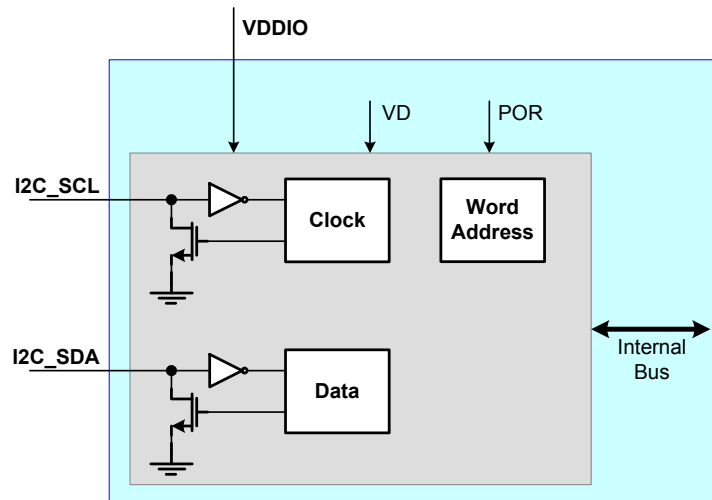 VDDIO
VD
POR
I2C_SCL
Clock
Word
Address
I2C_SDA
Data
Internal
Bus